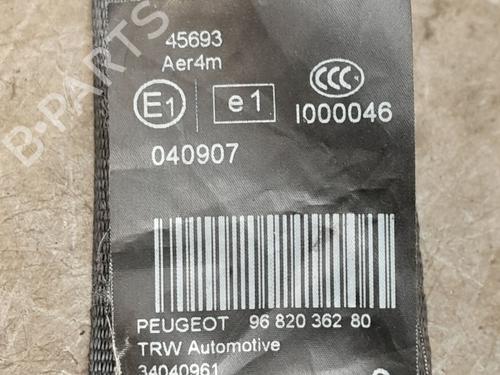 B-PARTS
45693
Aer4m
E1 e1 CCC
I000046
040907
PEUGEOT 96 820 362 80
TRW Automotive
34040961